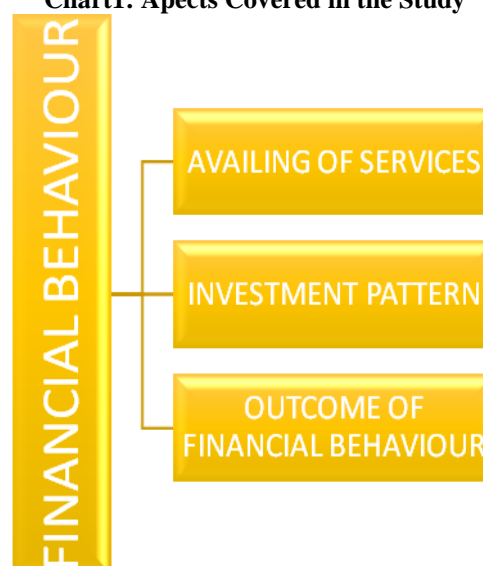 Chart1: Apects Covered in the Study
FINANCIAL BEHAVIOUR
AVAILING OF SERVICES
INVESTMENT PATTERN
OUTCOME OF
FINANCIAL BEHAVIOUR